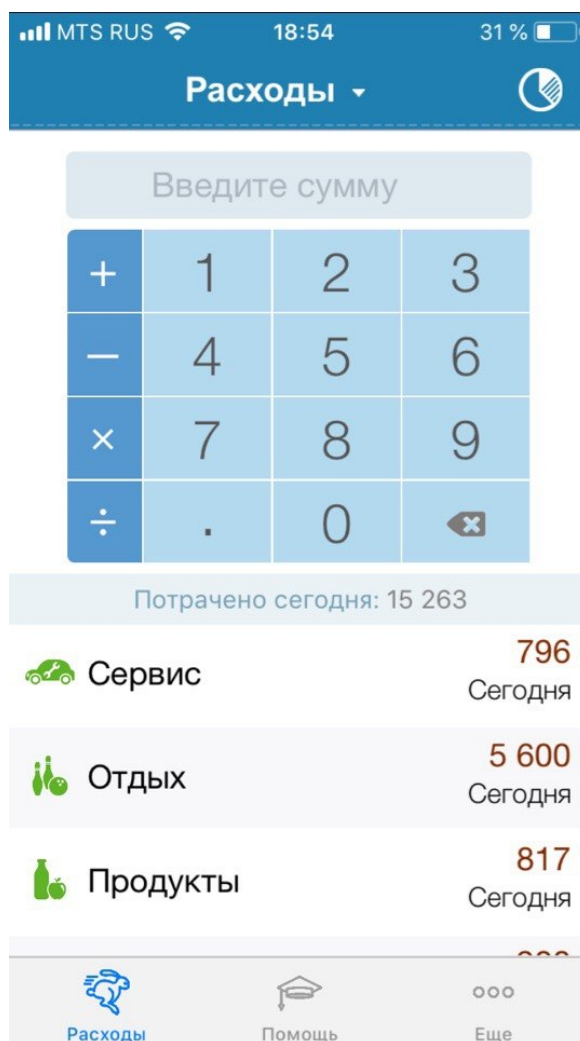 MTS RUS 18:54 31 %
Расходы
Введите сумму
+ 1 2 3
− 4 5 6
× 7 8 9
÷ . 0
Потрачено сегодня: 15 263
Сервис 796
Сегодня
Отдых 5 600
Сегодня
Продукты 817
Сегодня
Расходы Помощь Еще